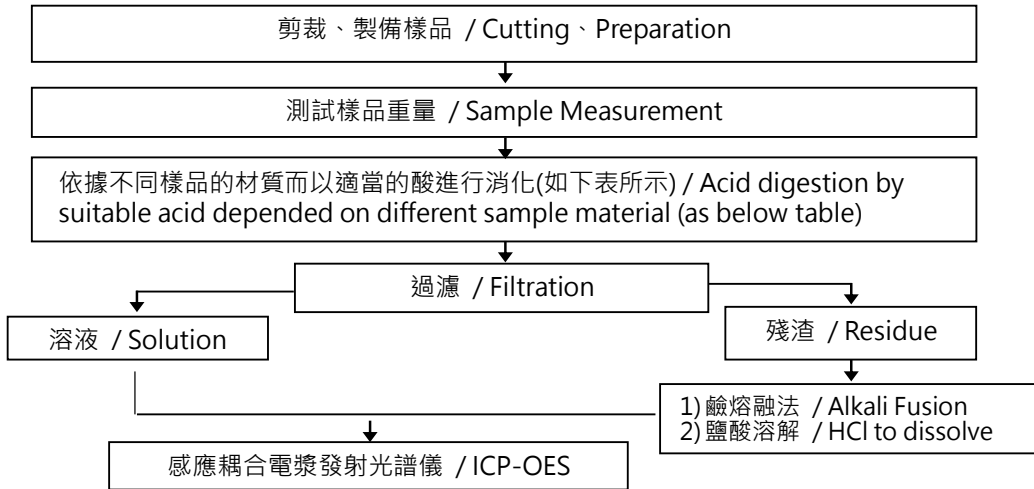 剪裁、製備樣品 / Cutting、Preparation
測試樣品重量 / Sample Measurement
依據不同樣品的材質而以適當的酸進行消化(如下表所示) / Acid digestion by
suitable acid depended on different sample material (as below table)
過濾 / Filtration
溶液 / Solution
殘渣 / Residue
1) 鹼熔融法 / Alkali Fusion
2) 鹽酸溶解 / HCl to dissolve
感應耦合電漿發射光譜儀 / ICP-OES